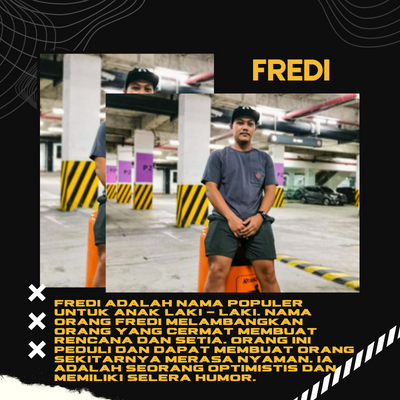 FREDI
P2
FREDI ADALAH NAMA POPULER
UNTUK ANAK LAKI - LAKI. NAMA
ORANG FREDI MELAMBANGKAN
ORANG YANG CERMAT MEMBUAT
RENCANA DAN SETIA. ORANG INI
PEDULI DAN DAPAT MEMBUAT ORANG
SEKITARNYA MERASA NYAMAN. IA
ADALAH SEORANG OPTIMISTIS DAN
MEMILIKI SELERA HUMOR.